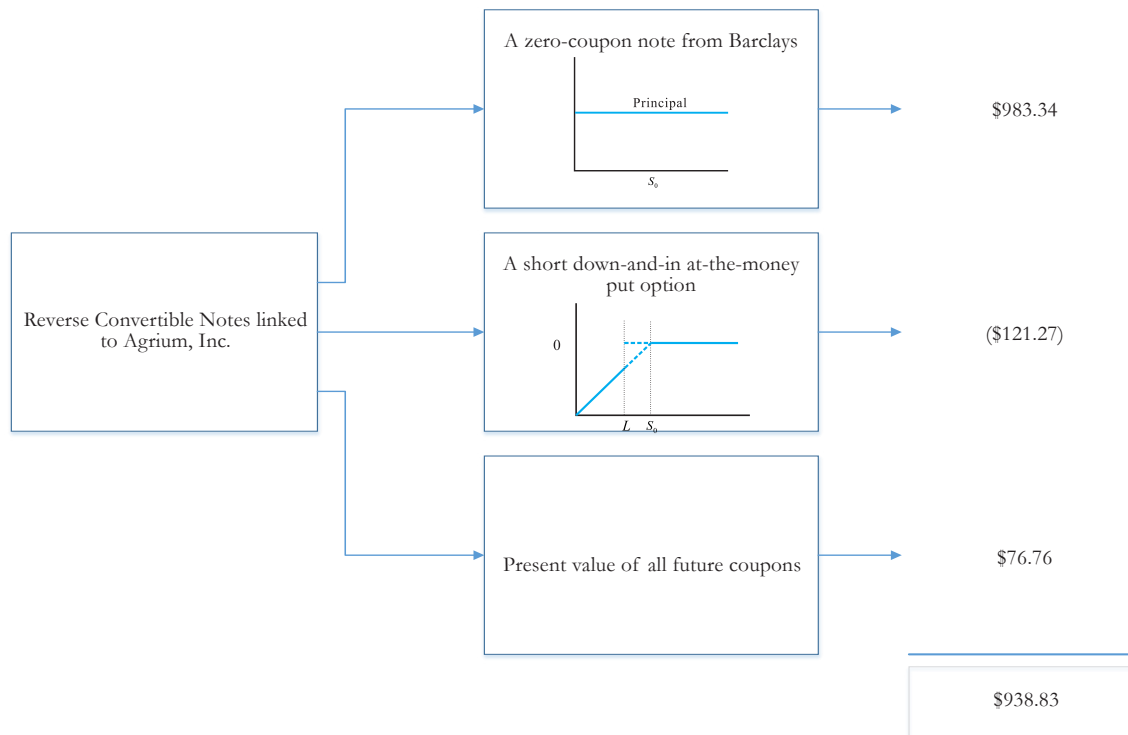 A zero-coupon note from Barclays
Principal
S₀
$983.34
Reverse Convertible Notes linked
to Agrium, Inc.
A short down-and-in at-the-money
put option
0
L S₀
($121.27)
Present value of all future coupons
$76.76
$938.83